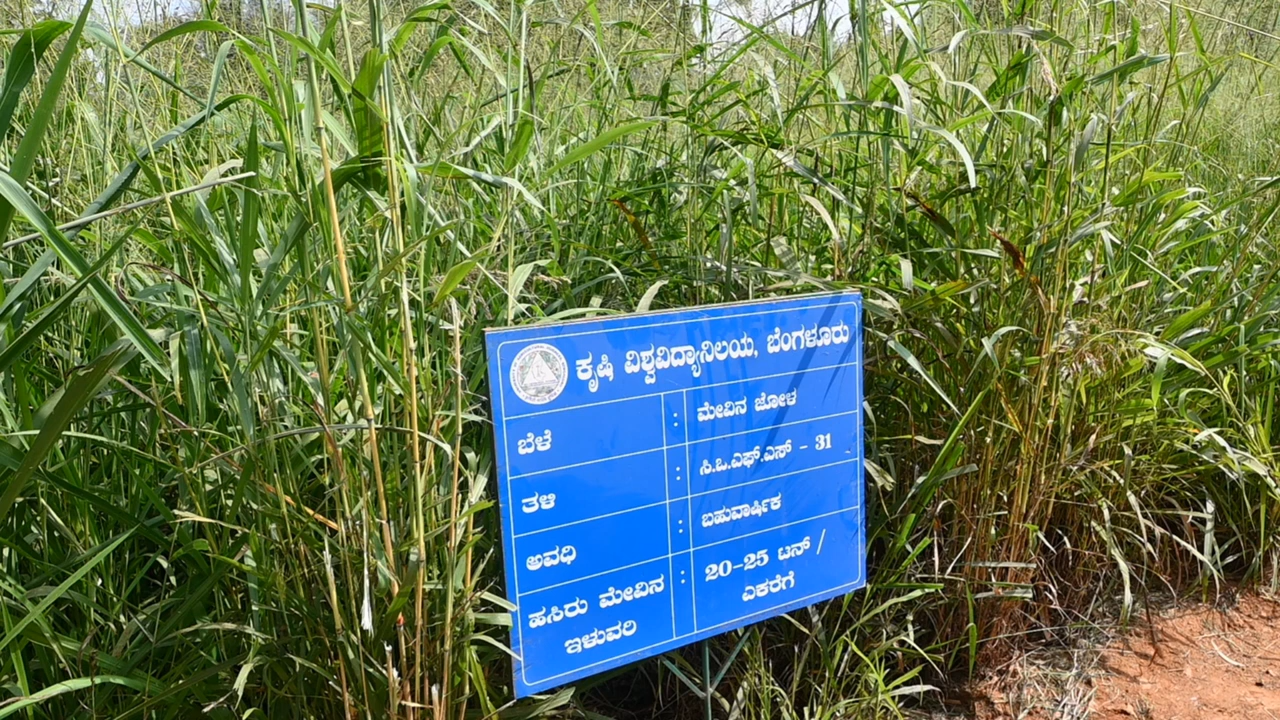 ಕೃಷಿ ವಿಶ್ವವಿದ್ಯಾನಿಲಯ, ಬೆಂಗಳೂರು
ಬೆಳೆ : ಮೇವಿನ ಜೋಳ
ತಳಿ : ಸಿ.ಒ.ಎಫ್.ಎಸ್ - 31
ಅವಧಿ : ಬಹುವಾರ್ಷಿಕ
ಹಸಿರು ಮೇವಿನ : 20-25 ಟನ್ /
ಇಳುವರಿ ಎಕರೆಗೆ